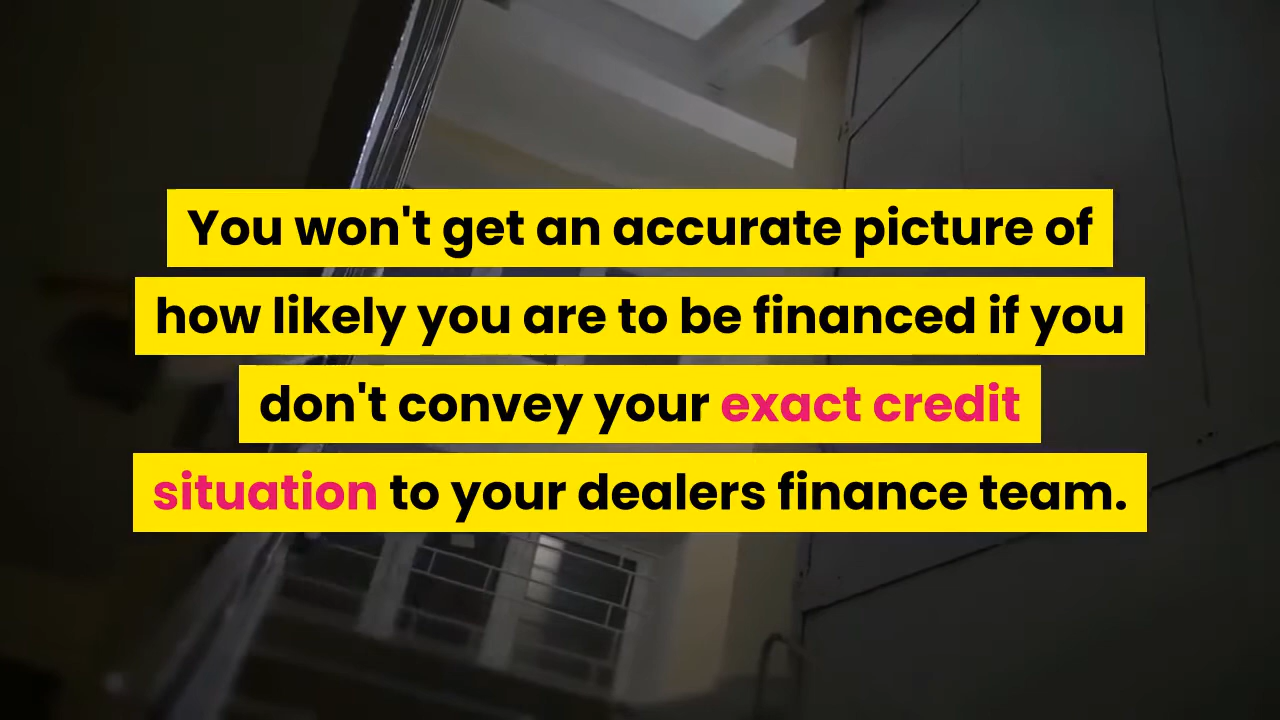 You won't get an accurate picture of
how likely you are to be financed if you
don't convey your exact credit
situation to your dealers finance team.